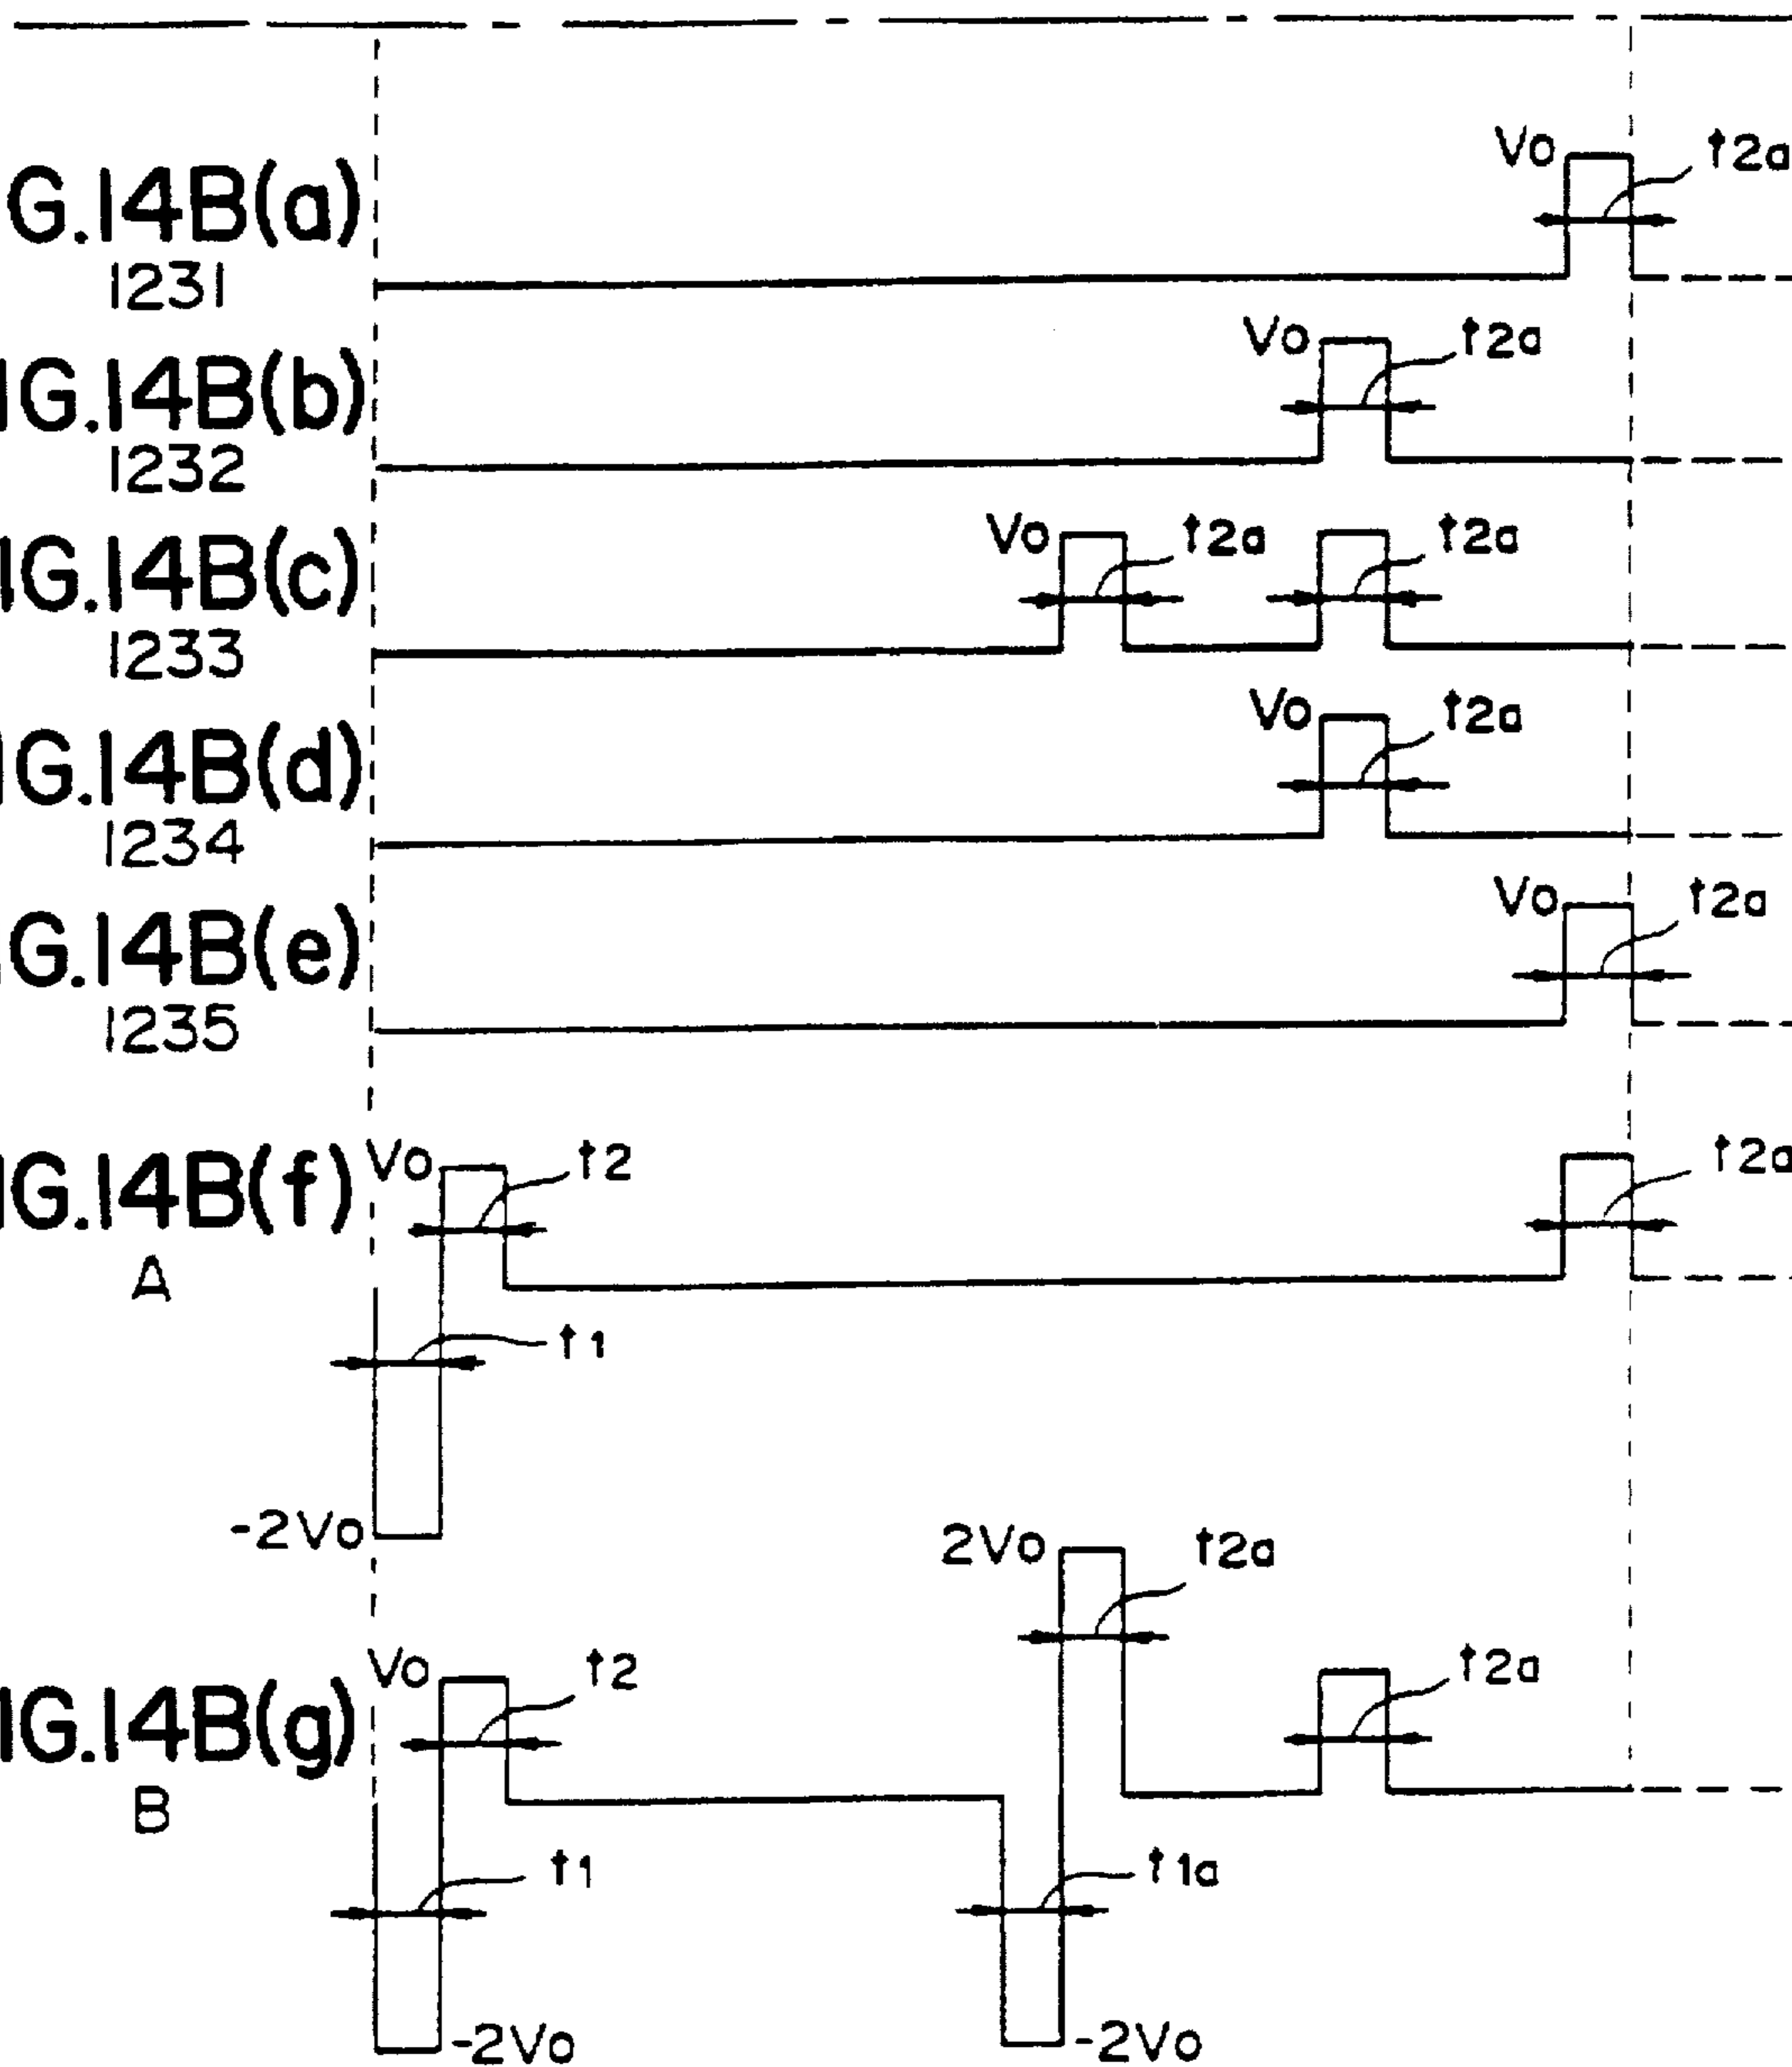 Vo t2a
G.14B(a)
1231
Vo t2a
IG.14B(b)
1232
Vo t2a t2a
IG.14B(c)
1233
Vo t2a
IG.14B(d)
1234
Vo t2a
G.14B(e)
1235
Vo t2 t2a
IG.14B(f)
A
t1
-2Vo
2Vo t2a
Vo t2 t2a
IG.14B(g)
B
t1 t1a
-2Vo -2Vo